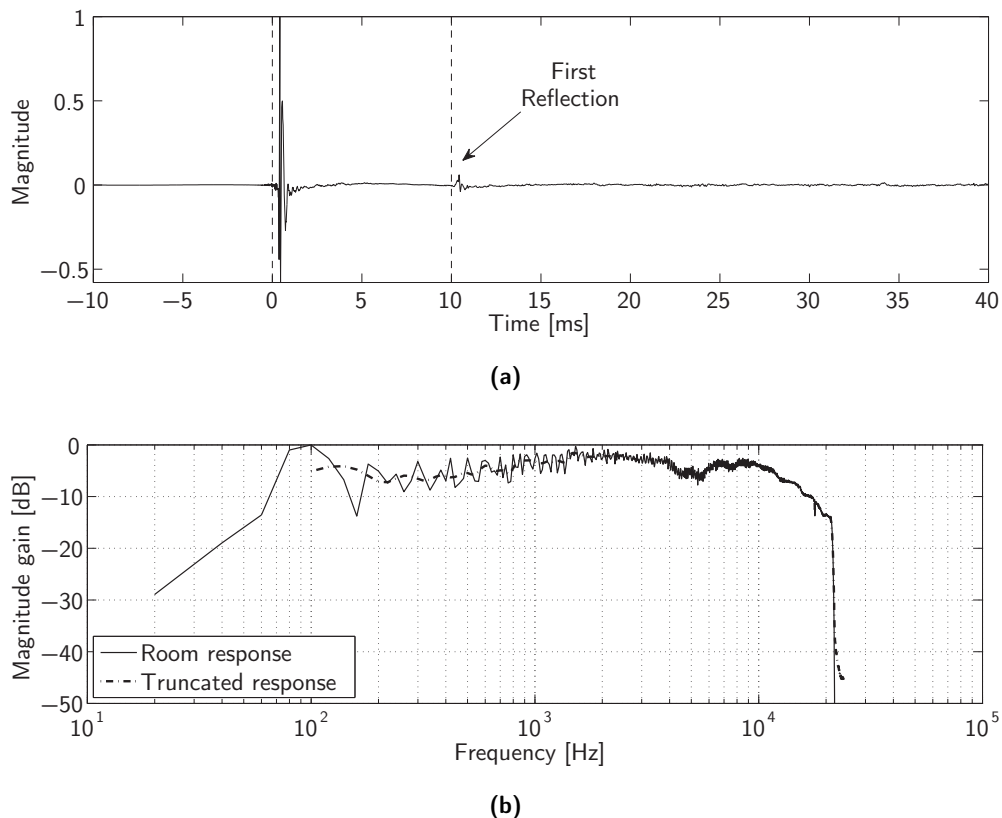 1
0.5
0
−0.5
Magnitude
First
Reflection
−10 −5 0 5 10 15 20 25 30 35 40
Time [ms]
(a)
0
−10
−20
−30
−40
−50
Magnitude gain [dB]
Room response
Truncated response
10^1 10^2 10^3 10^4 10^5
Frequency [Hz]
(b)